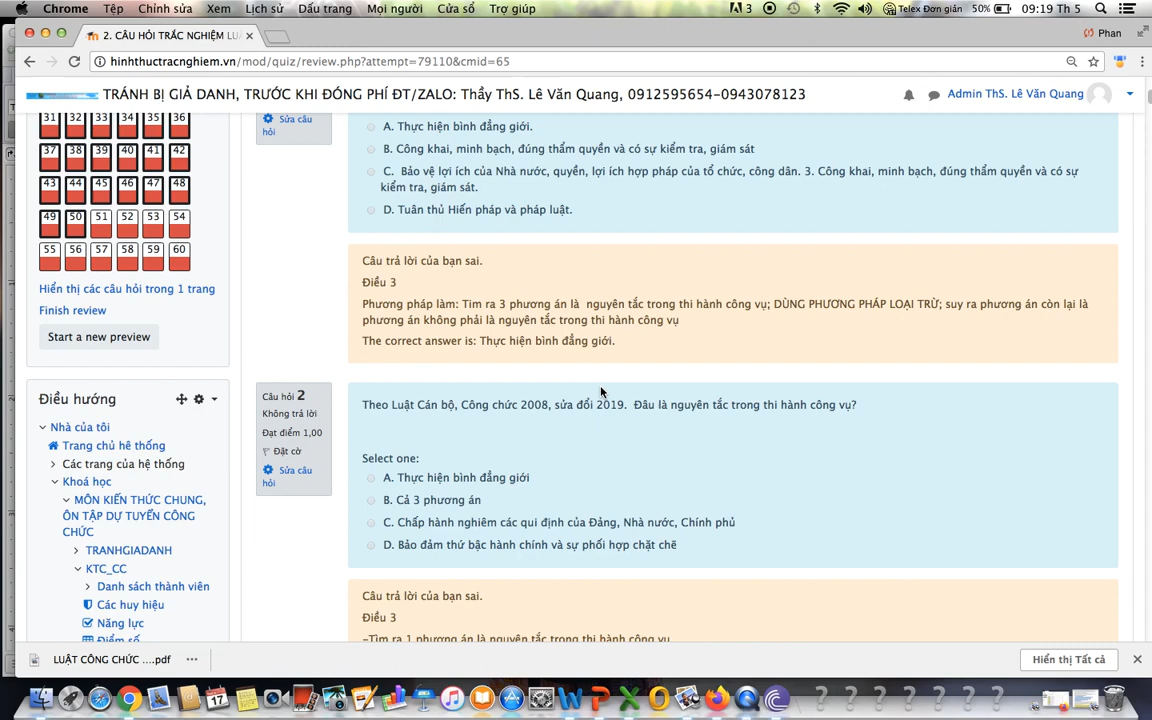 Chrome Tệp Chỉnh sửa Xem Lịch sử Dấu trang Mọi người Cửa sổ Trợ giúp 3 Telex Đơn giản 50% 09:19 Th 5
2. CÂU HỎI TRẮC NGHIỆM LU
Phan
hinhthuctracnghiem.vn/mod/quiz/review.php?attempt=79110&cmid=65
TRÁNH BỊ GIẢ DANH, TRƯỚC KHI ĐÓNG PHÍ ĐT/ZALO: Thầy ThS. Lê Văn Quang, 0912595654-0943078123
Admin ThS. Lê Văn Quang
31 32 33 34 35 36
37 38 39 40 41 42
43 44 45 46 47 48
49 50 51 52 53 54
55 56 57 58 59 60
Hiển thị các câu hỏi trong 1 trang
Finish review
Start a new preview
Điều hướng
Nhà của tôi
Trang chủ hê thống
Các trang của hệ thống
Khoá học
MÔN KIẾN THỨC CHUNG,
ÔN TẬP DỰ TUYỂN CÔNG
CHỨC
TRANHGIADANH
KTC_CC
Danh sách thành viên
Các huy hiệu
Năng lực
Điểm số
Sửa câu
hỏi
A. Thực hiện bình đẳng giới.
B. Công khai, minh bạch, đúng thẩm quyền và có sự kiểm tra, giám sát
C. Bảo vệ lợi ích của Nhà nước, quyền, lợi ích hợp pháp của tổ chức, công dân. 3. Công khai, minh bạch, đúng thẩm quyền và có sự
kiểm tra, giám sát.
D. Tuân thủ Hiến pháp và pháp luật.
Câu trả lời của bạn sai.
Điều 3
Phương pháp làm: Tìm ra 3 phương án là nguyên tắc trong thi hành công vụ; DÙNG PHƯƠNG PHÁP LOẠI TRỪ; suy ra phương án còn lại là
phương án không phải là nguyên tắc trong thi hành công vụ
The correct answer is: Thực hiện bình đẳng giới.
Câu hỏi 2
Không trả lời
Đạt điểm 1,00
Đặt cờ
Sửa câu
hỏi
Theo Luật Cán bộ, Công chức 2008, sửa đổi 2019. Đâu là nguyên tắc trong thi hành công vụ?
Select one:
A. Thực hiện bình đẳng giới
B. Cả 3 phương án
C. Chấp hành nghiêm các qui định của Đảng, Nhà nước, Chính phủ
D. Bảo đảm thứ bậc hành chính và sự phối hợp chặt chẽ
Câu trả lời của bạn sai.
Điều 3
-Tìm ra 1 phương án là nguyên tắc trong thi hành công vụ
LUẬT CÔNG CHỨC ....pdf
Hiển thị Tất cả
17